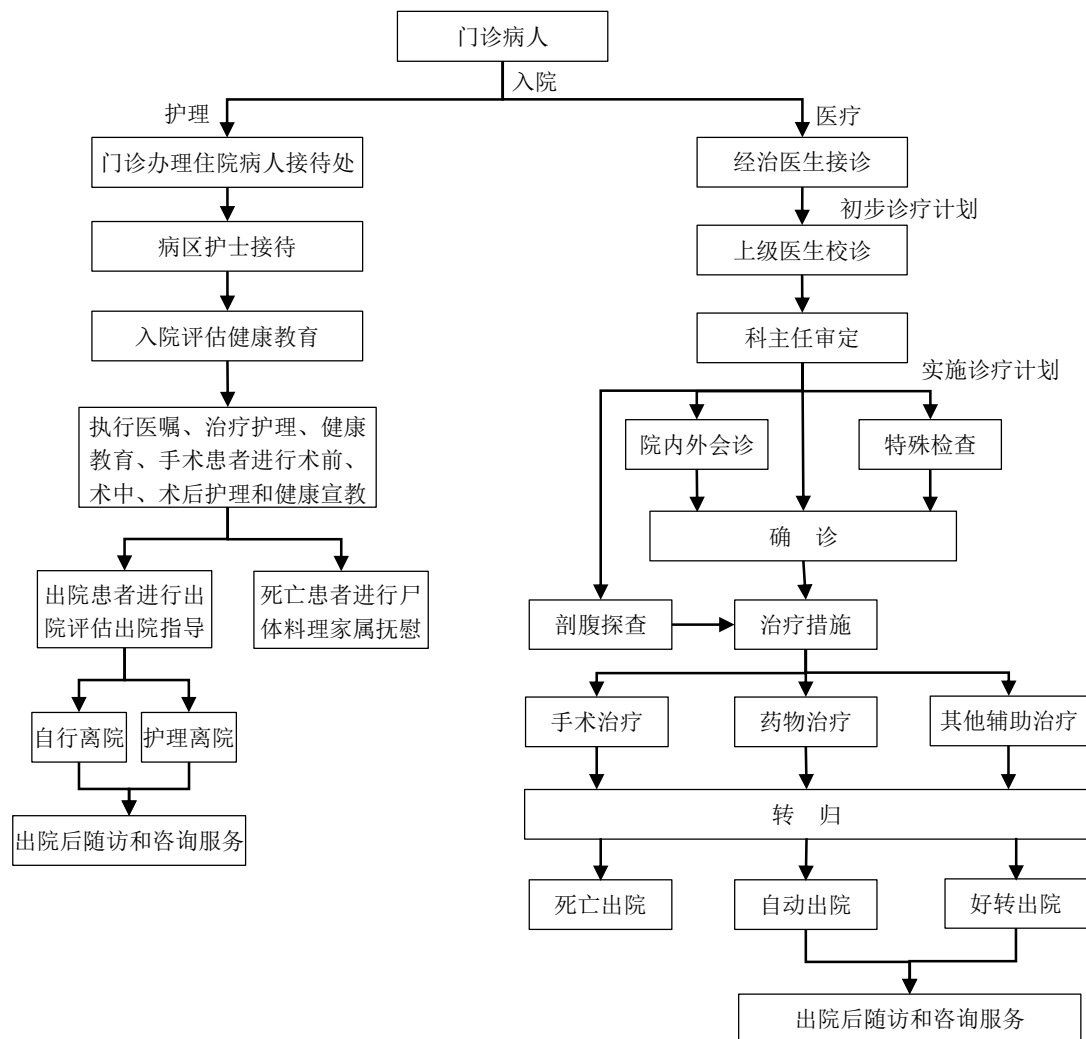 门诊病人
入院
护理
医疗
门诊办理住院病人接待处
经治医生接诊
初步诊疗计划
病区护士接待
上级医生校诊
入院评估健康教育
科主任审定
实施诊疗计划
执行医嘱、治疗护理、健康
教育、手术患者进行术前、
术中、术后护理和健康宣教
院内外会诊
特殊检查
确 诊
出院患者进行出
院评估出院指导
死亡患者进行尸
体料理家属抚慰
剖腹探查
治疗措施
自行离院
护理离院
手术治疗
药物治疗
其他辅助治疗
转 归
出院后随访和咨询服务
死亡出院
自动出院
好转出院
出院后随访和咨询服务